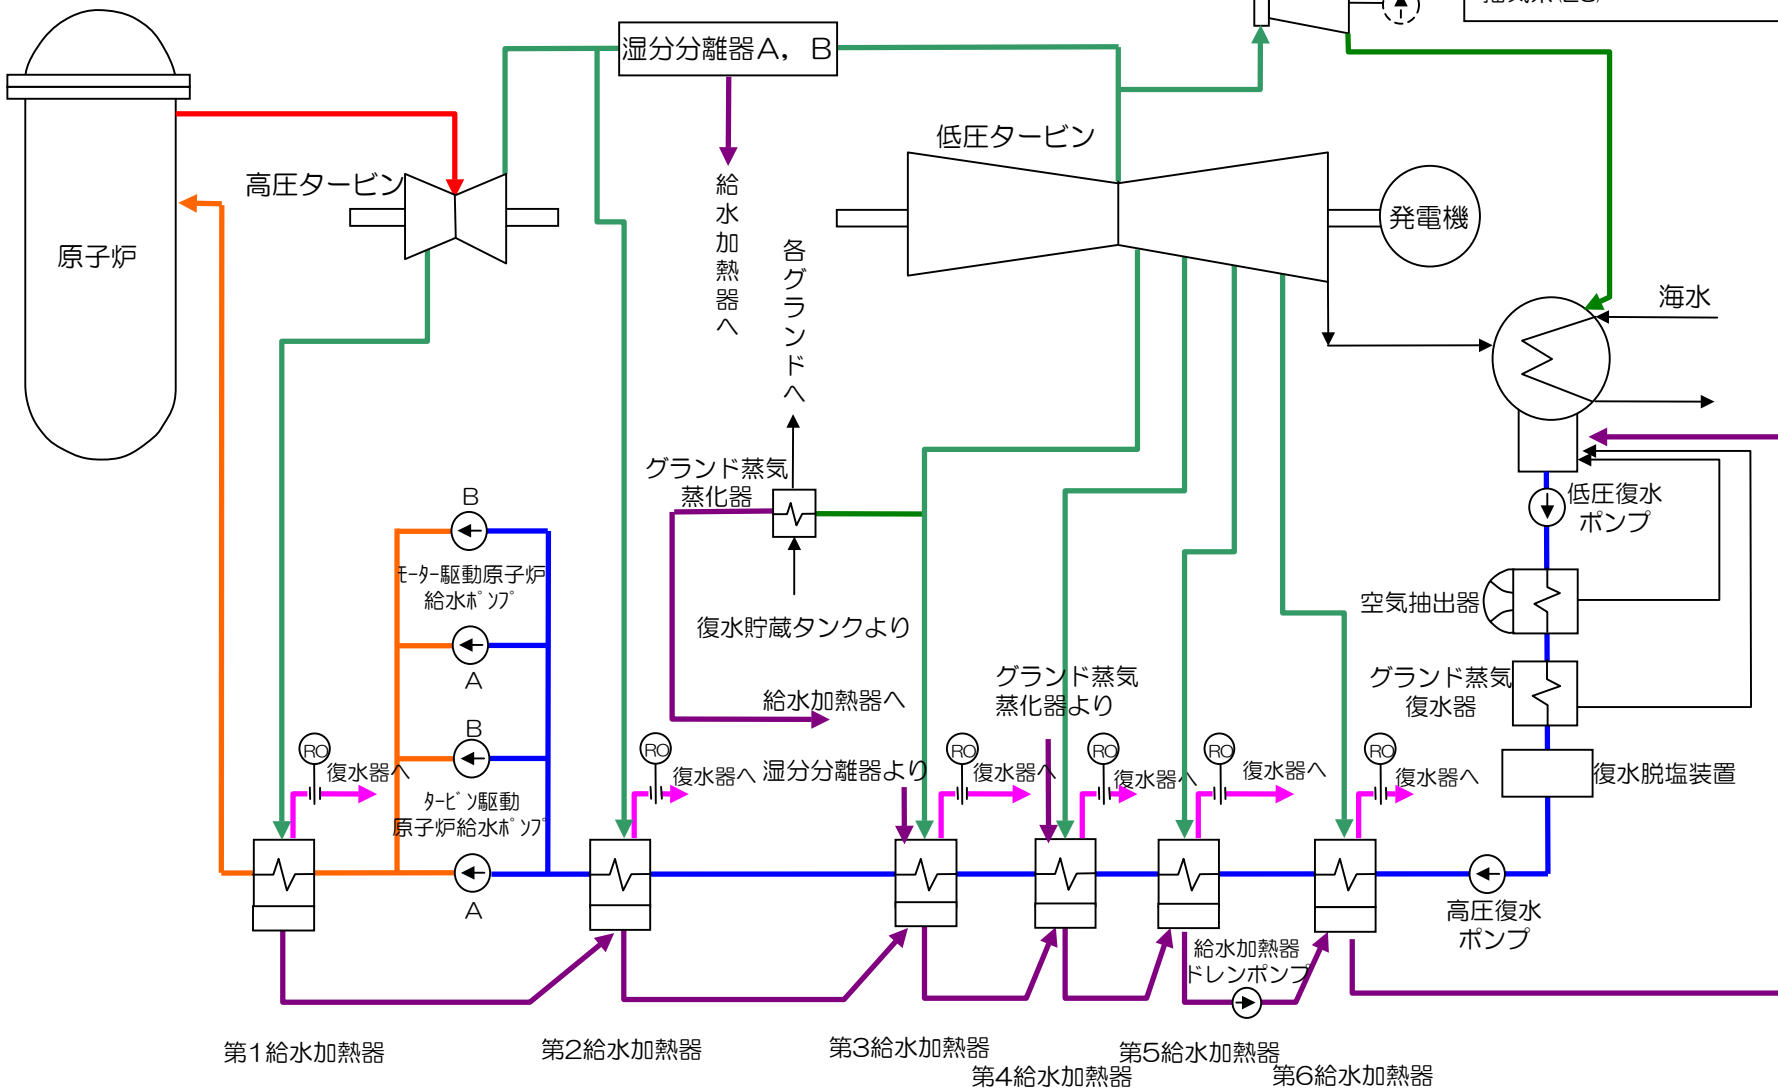 湿分分離器A，B
低圧タービン
高圧タービン
給水加熱器へ
各グランドへ
発電機
原子炉
海水
グランド蒸気
蒸化器
B
低圧復水
ポンプ
モーター駆動原子炉
給水ポンプ
空気抽出器
復水貯蔵タンクより
A
グランド蒸気
復水器
グランド蒸気
蒸化器より
給水加熱器へ
B
RO
復水器へ
RO
復水器へ
湿分分離器より
RO
復水器へ
RO
復水器へ
RO
復水器へ
RO
復水器へ
復水脱塩装置
タービン駆動
原子炉給水ポンプ
A
高圧復水
ポンプ
給水加熱器
ドレンポンプ
第1給水加熱器
第2給水加熱器
第3給水加熱器
第4給水加熱器
第5給水加熱器
第6給水加熱器